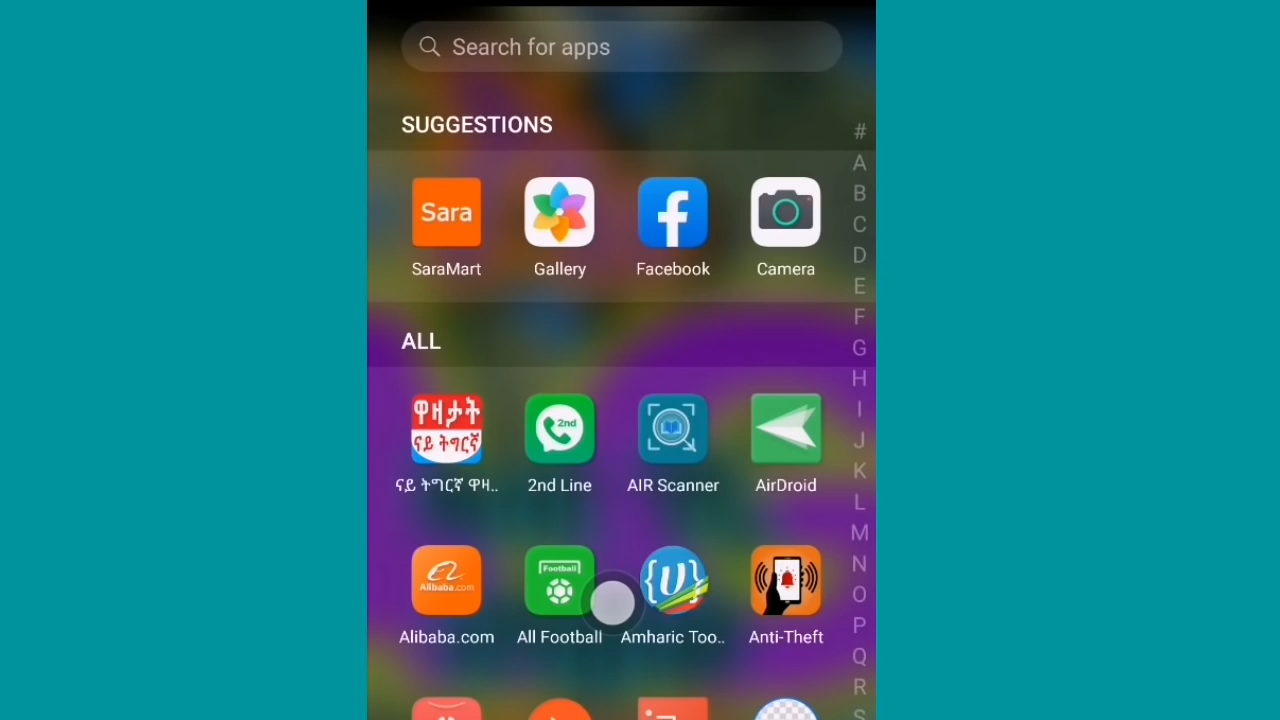 Search for apps
SUGGESTIONS
Sara
SaraMart
Gallery
Facebook
Camera
ALL
ዋዛታት
ናይ ትግርኛ
2nd
ናይ ትግርኛ ዋዛ..
2nd Line
AIR Scanner
AirDroid
Alibaba.com
Football
Alibaba.com
All Football
Amharic Too..
Anti-Theft
#
A
B
C
D
E
F
G
H
I
J
K
L
M
N
O
P
Q
R
S